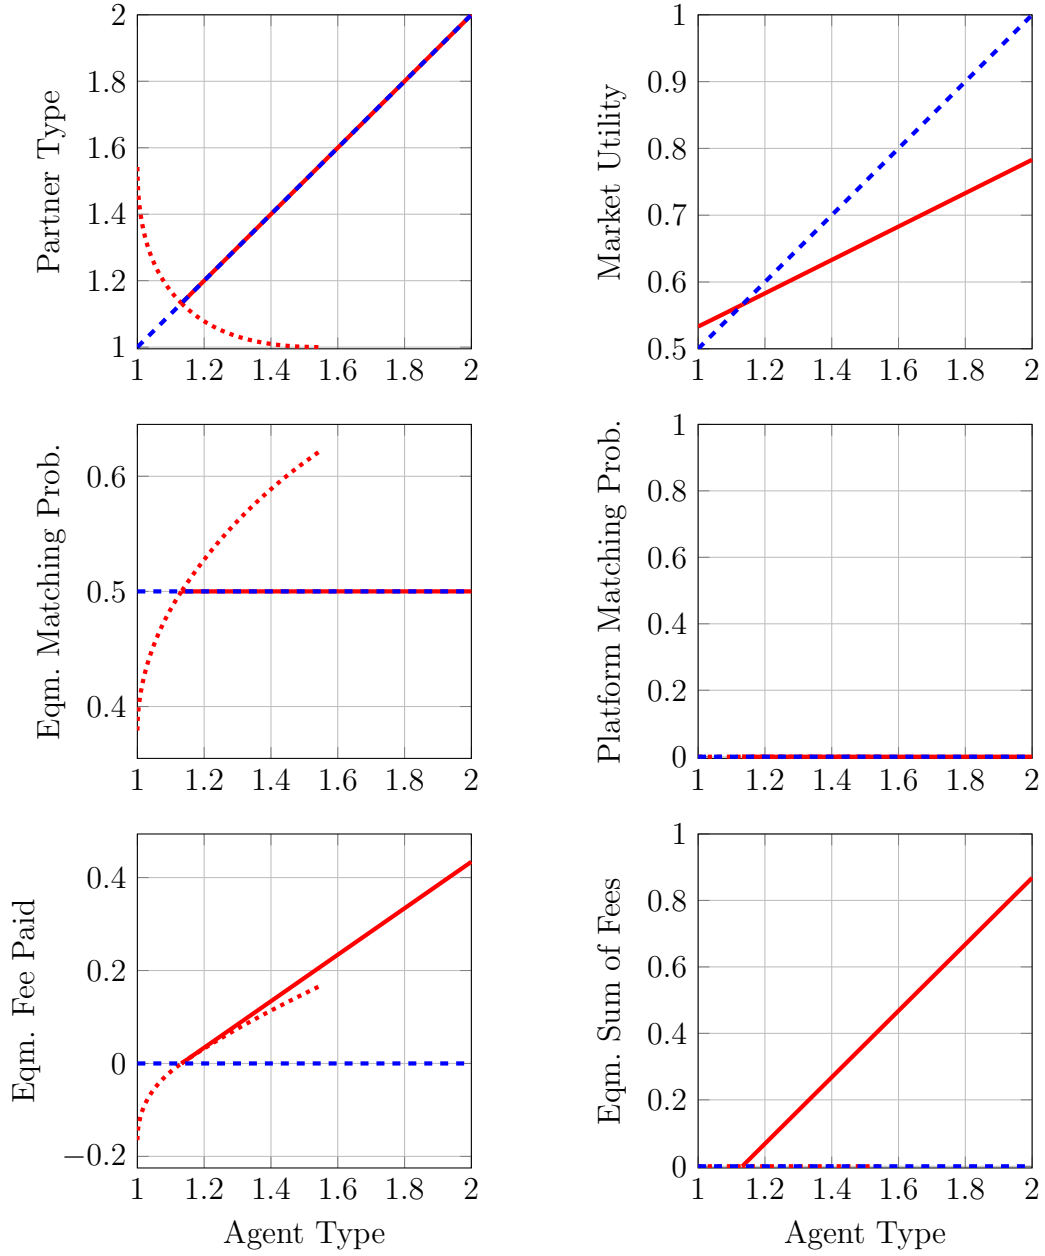 Partner Type
2
1.8
1.6
1.4
1.2
1
1 1.2 1.4 1.6 1.8 2
Market Utility
1
0.9
0.8
0.7
0.6
0.5
1 1.2 1.4 1.6 1.8 2
Eqm. Matching Prob.
0.6
0.5
0.4
1 1.2 1.4 1.6 1.8 2
Platform Matching Prob.
1
0.8
0.6
0.4
0.2
0
1 1.2 1.4 1.6 1.8 2
Eqm. Fee Paid
0.4
0.2
0
−0.2
1 1.2 1.4 1.6 1.8 2
Agent Type
Eqm. Sum of Fees
1
0.8
0.6
0.4
0.2
0
1 1.2 1.4 1.6 1.8 2
Agent Type